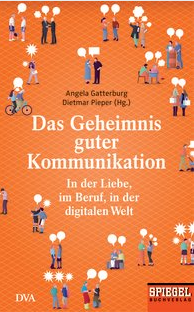 Angela Gatterburg
Dietmar Pieper (Hg.)
Das Geheimnis
guter
Kommunikation
In der Liebe,
im Beruf, in der
digitalen Welt
DVA
SPIEGEL
BUCHVERLAG